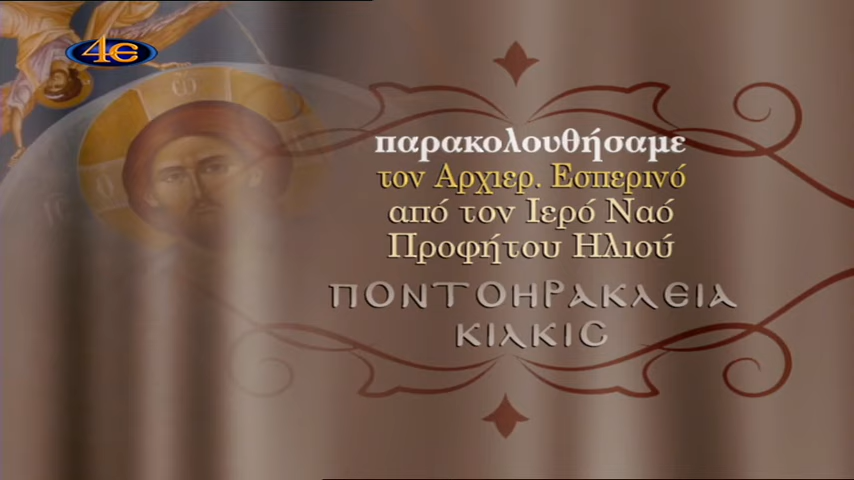 4ε
παρακολουθήσαμε
τον Αρχιερ. Εσπερινό
από τον Ιερό Ναό
Προφήτου Ηλιού
ΠΟΝΤΟΗΡΑΚΛΕΙΑ
ΚΙΛΚΙΣ